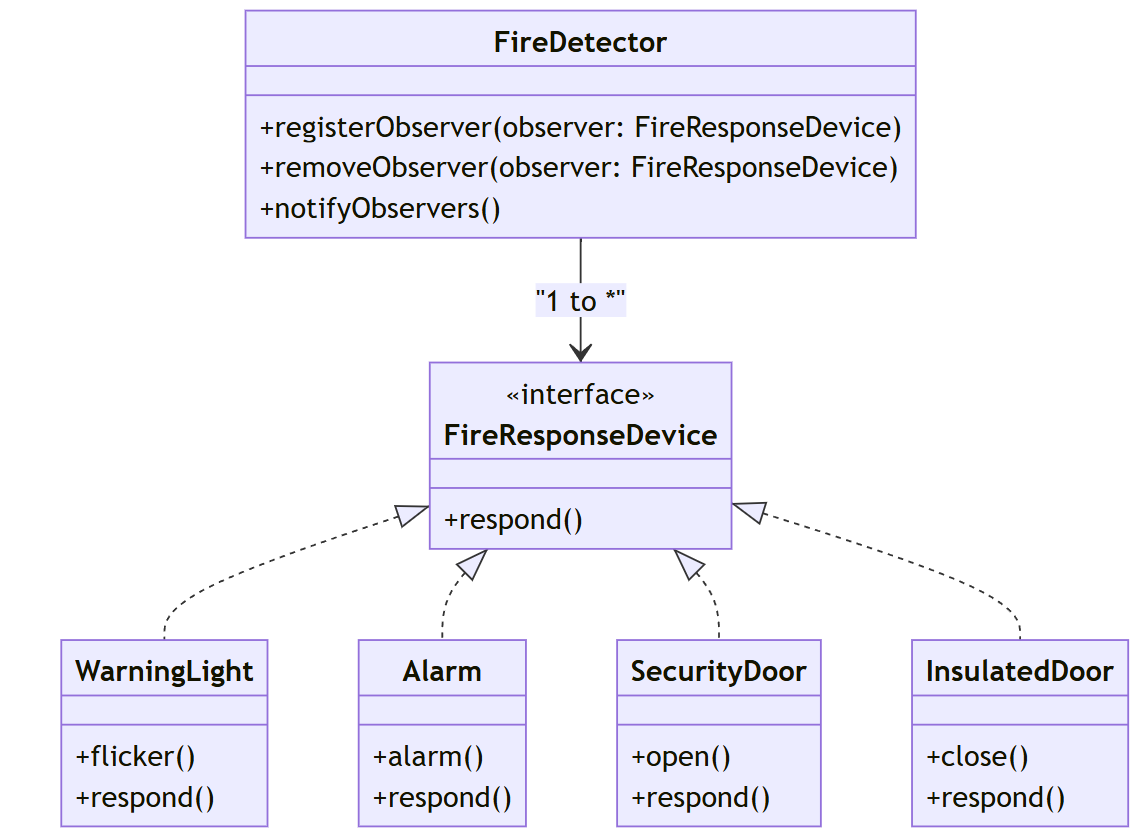 FireDetector
+registerObserver(observer: FireResponseDevice)
+removeObserver(observer: FireResponseDevice)
+notifyObservers()
"1 to *"
«interface»
FireResponseDevice
+respond()
WarningLight
+flicker()
+respond()
Alarm
+alarm()
+respond()
SecurityDoor
+open()
+respond()
InsulatedDoor
+close()
+respond()